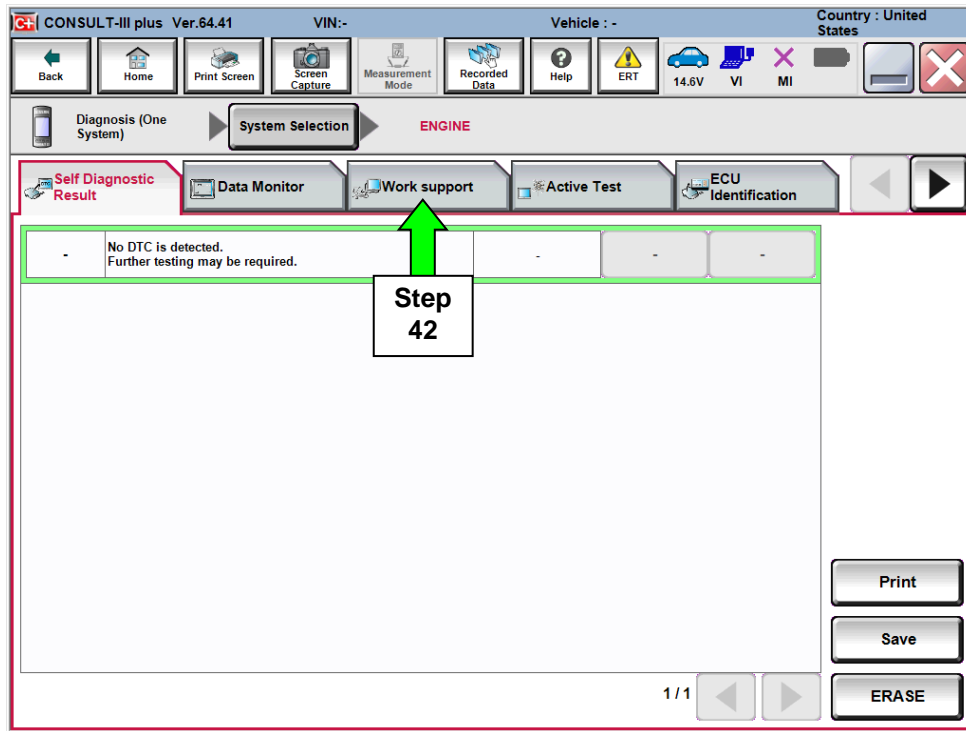 C+ CONSULT-III plus Ver.64.41 VIN:- Vehicle : - Country : United States
Back Home Print Screen Screen Capture Measurement Mode Recorded Data Help ERT 14.6V VI MI
Diagnosis (One System) System Selection ENGINE
Self Diagnostic Result Data Monitor Work support Active Test ECU Identification
- No DTC is detected. - - -
Further testing may be required.
Step
42
Print
Save
1/1 ERASE